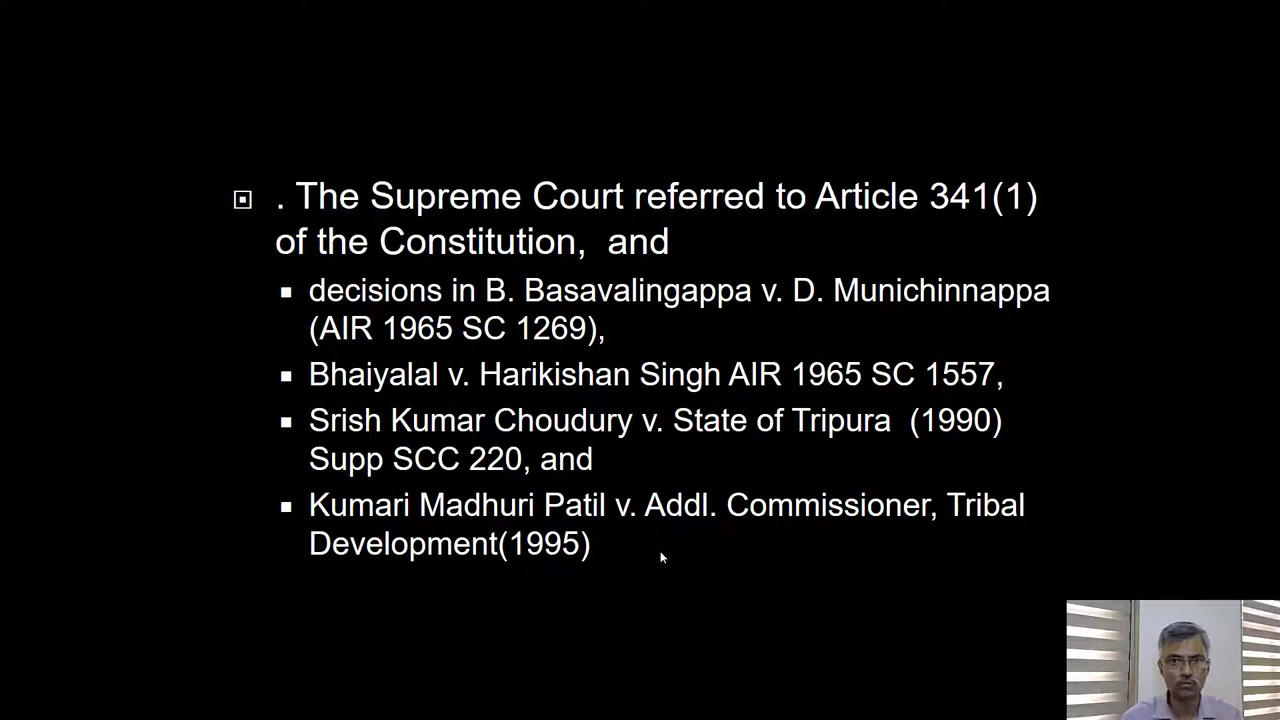 . The Supreme Court referred to Article 341(1)
of the Constitution, and
decisions in B. Basavalingappa v. D. Munichinnappa
(AIR 1965 SC 1269),
Bhaiyalal v. Harikishan Singh AIR 1965 SC 1557,
Srish Kumar Choudury v. State of Tripura (1990)
Supp SCC 220, and
Kumari Madhuri Patil v. Addl. Commissioner, Tribal
Development(1995)